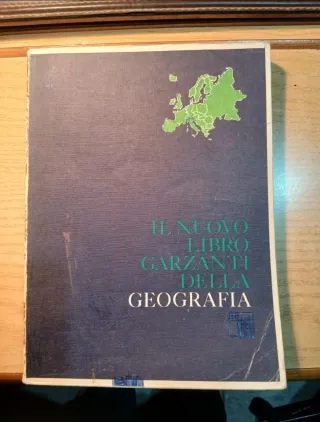 IL NUOVO
LIBRO
GARZANTI
DELLA
GEOGRAFIA